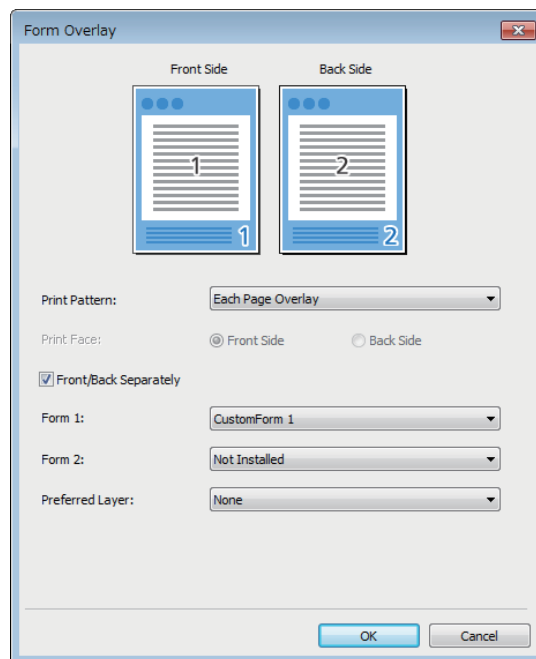 Form Overlay
Front Side Back Side
1 2
1 2
Print Pattern: Each Page Overlay
Print Face: Front Side Back Side
Front/Back Separately
Form 1: CustomForm 1
Form 2: Not Installed
Preferred Layer: None
OK Cancel